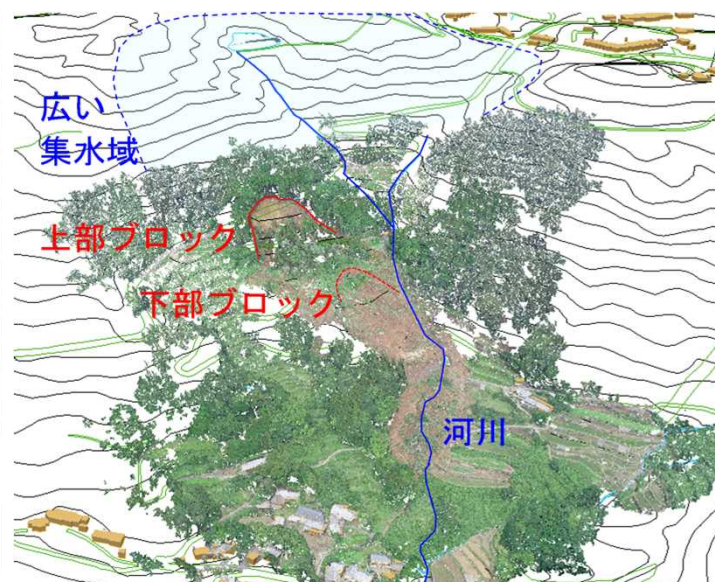 広い
集水域
上部ブロック
下部ブロック
河川